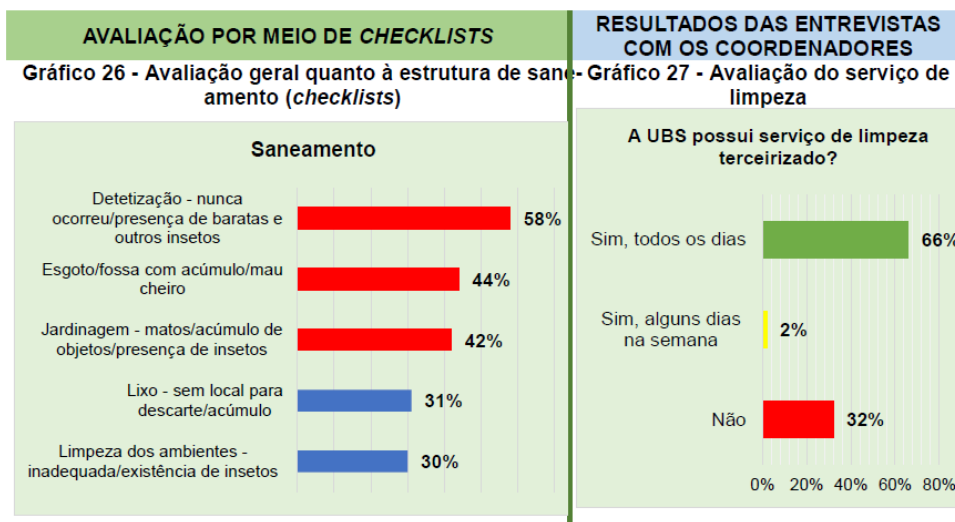 AVALIAÇÃO POR MEIO DE CHECKLISTS
Gráfico 26 - Avaliação geral quanto à estrutura de sane-
amento (checklists)
Saneamento
Detetização - nunca
ocorreu/presença de baratas e
outros insetos
58%
Esgoto/fossa com acúmulo/mau
cheiro
44%
Jardinagem - matos/acúmulo de
objetos/presença de insetos
42%
Lixo - sem local para
descarte/acúmulo
31%
Limpeza dos ambientes -
inadequada/existência de insetos
30%
RESULTADOS DAS ENTREVISTAS
COM OS COORDENADORES
Gráfico 27 - Avaliação do serviço de
limpeza
A UBS possui serviço de limpeza
terceirizado?
Sim, todos os dias
66%
Sim, alguns dias
na semana
2%
Não
32%
0% 20% 40% 60% 80%